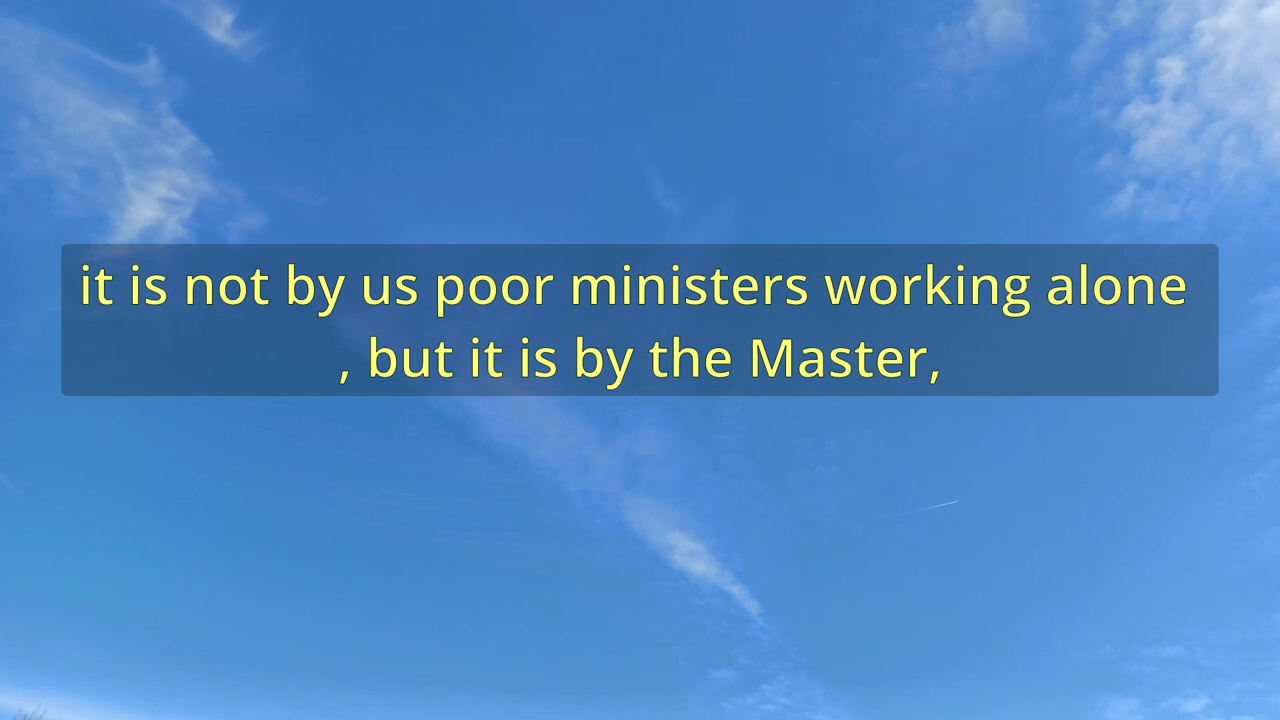 it is not by us poor ministers working alone
, but it is by the Master,